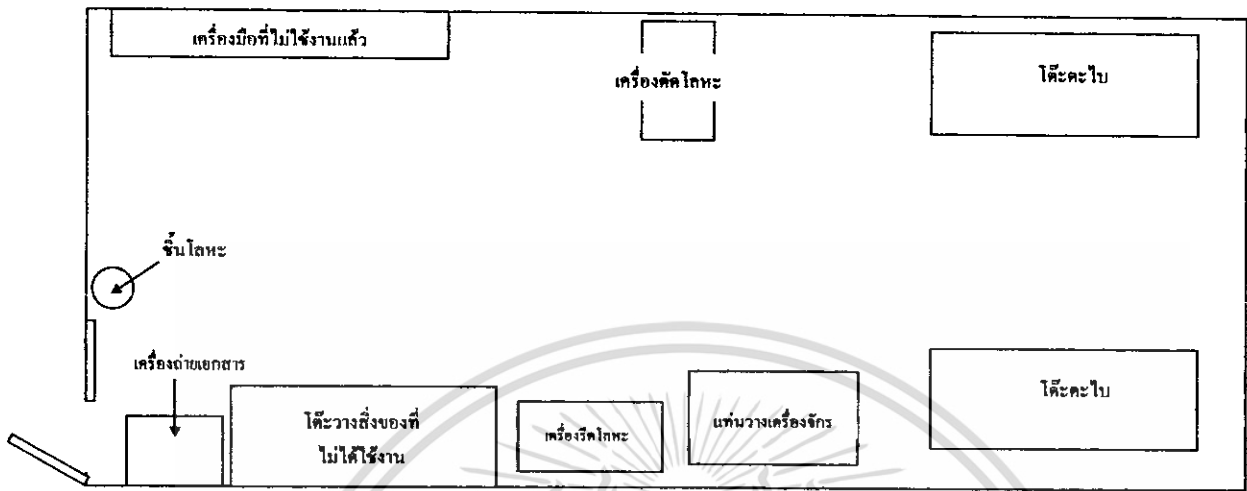 เครื่องมือที่ไม่ใช้งานแล้ว
เครื่องตัดโลหะ
โต๊ะตะไบ
ชิ้นโลหะ
เครื่องถ่ายเอกสาร
โต๊ะวางสิ่งของที่
ไม่ได้ใช้งาน
เครื่องรีดโลหะ
แท่นวางเครื่องจักร
โต๊ะตะไบ